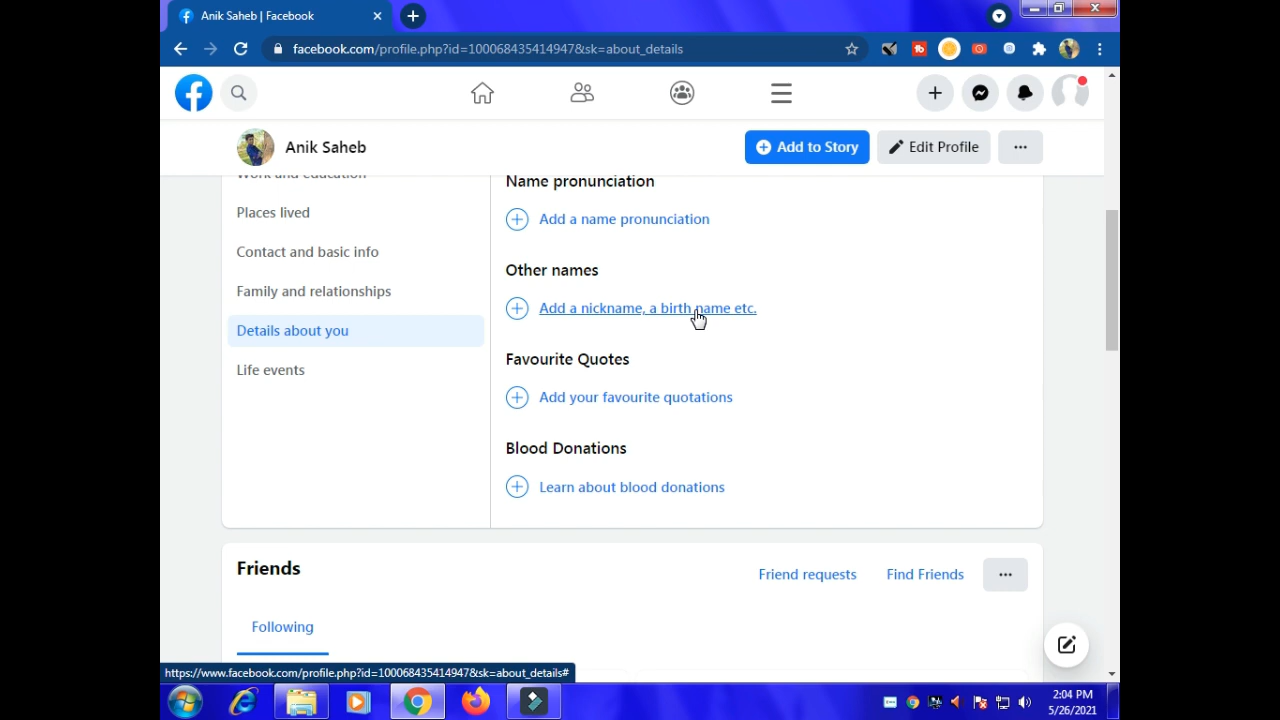 Anik Saheb | Facebook
facebook.com/profile.php?id=100068435414947&sk=about_details
Anik Saheb
Add to Story
Edit Profile
Work and education
Places lived
Contact and basic info
Family and relationships
Details about you
Life events
Name pronunciation
Add a name pronunciation
Other names
Add a nickname, a birth name etc.
Favourite Quotes
Add your favourite quotations
Blood Donations
Learn about blood donations
Friends
Friend requests
Find Friends
Following
https://www.facebook.com/profile.php?id=100068435414947&sk=about_details#
2:04 PM
5/26/2021